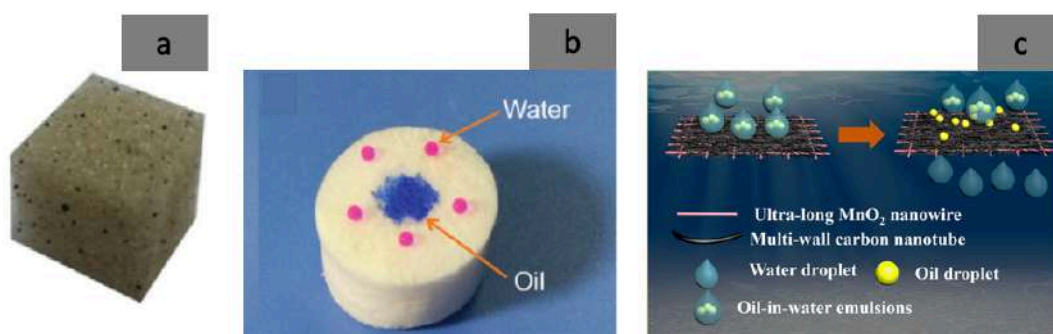 a
b
c
Water
Oil
Ultra-long MnO₂ nanowire
Multi-wall carbon nanotube
Water droplet
Oil droplet
Oil-in-water emulsions